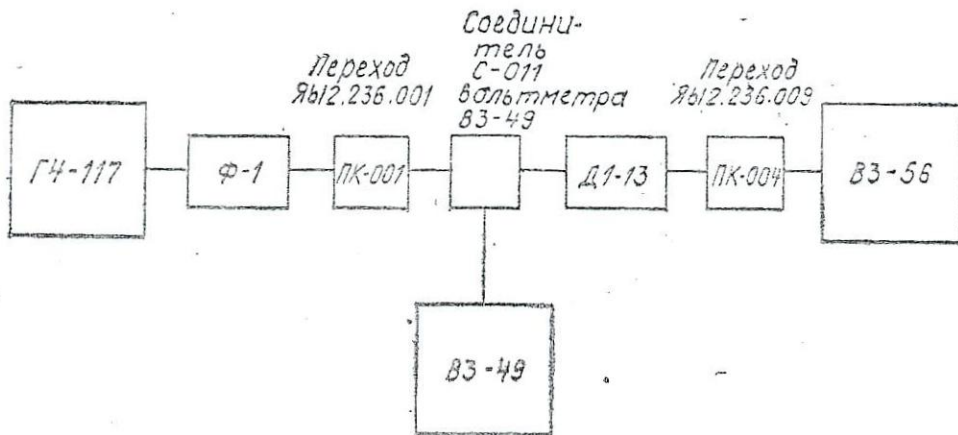 Соедини-
тель
С-011
вольтметра
В3-49
Переход
ЯЫ2.236.001
Переход
ЯЫ2.236.009
Г4-117
Ф-1
ПК-001
Д1-13
ПК-004
В3-56
В3-49